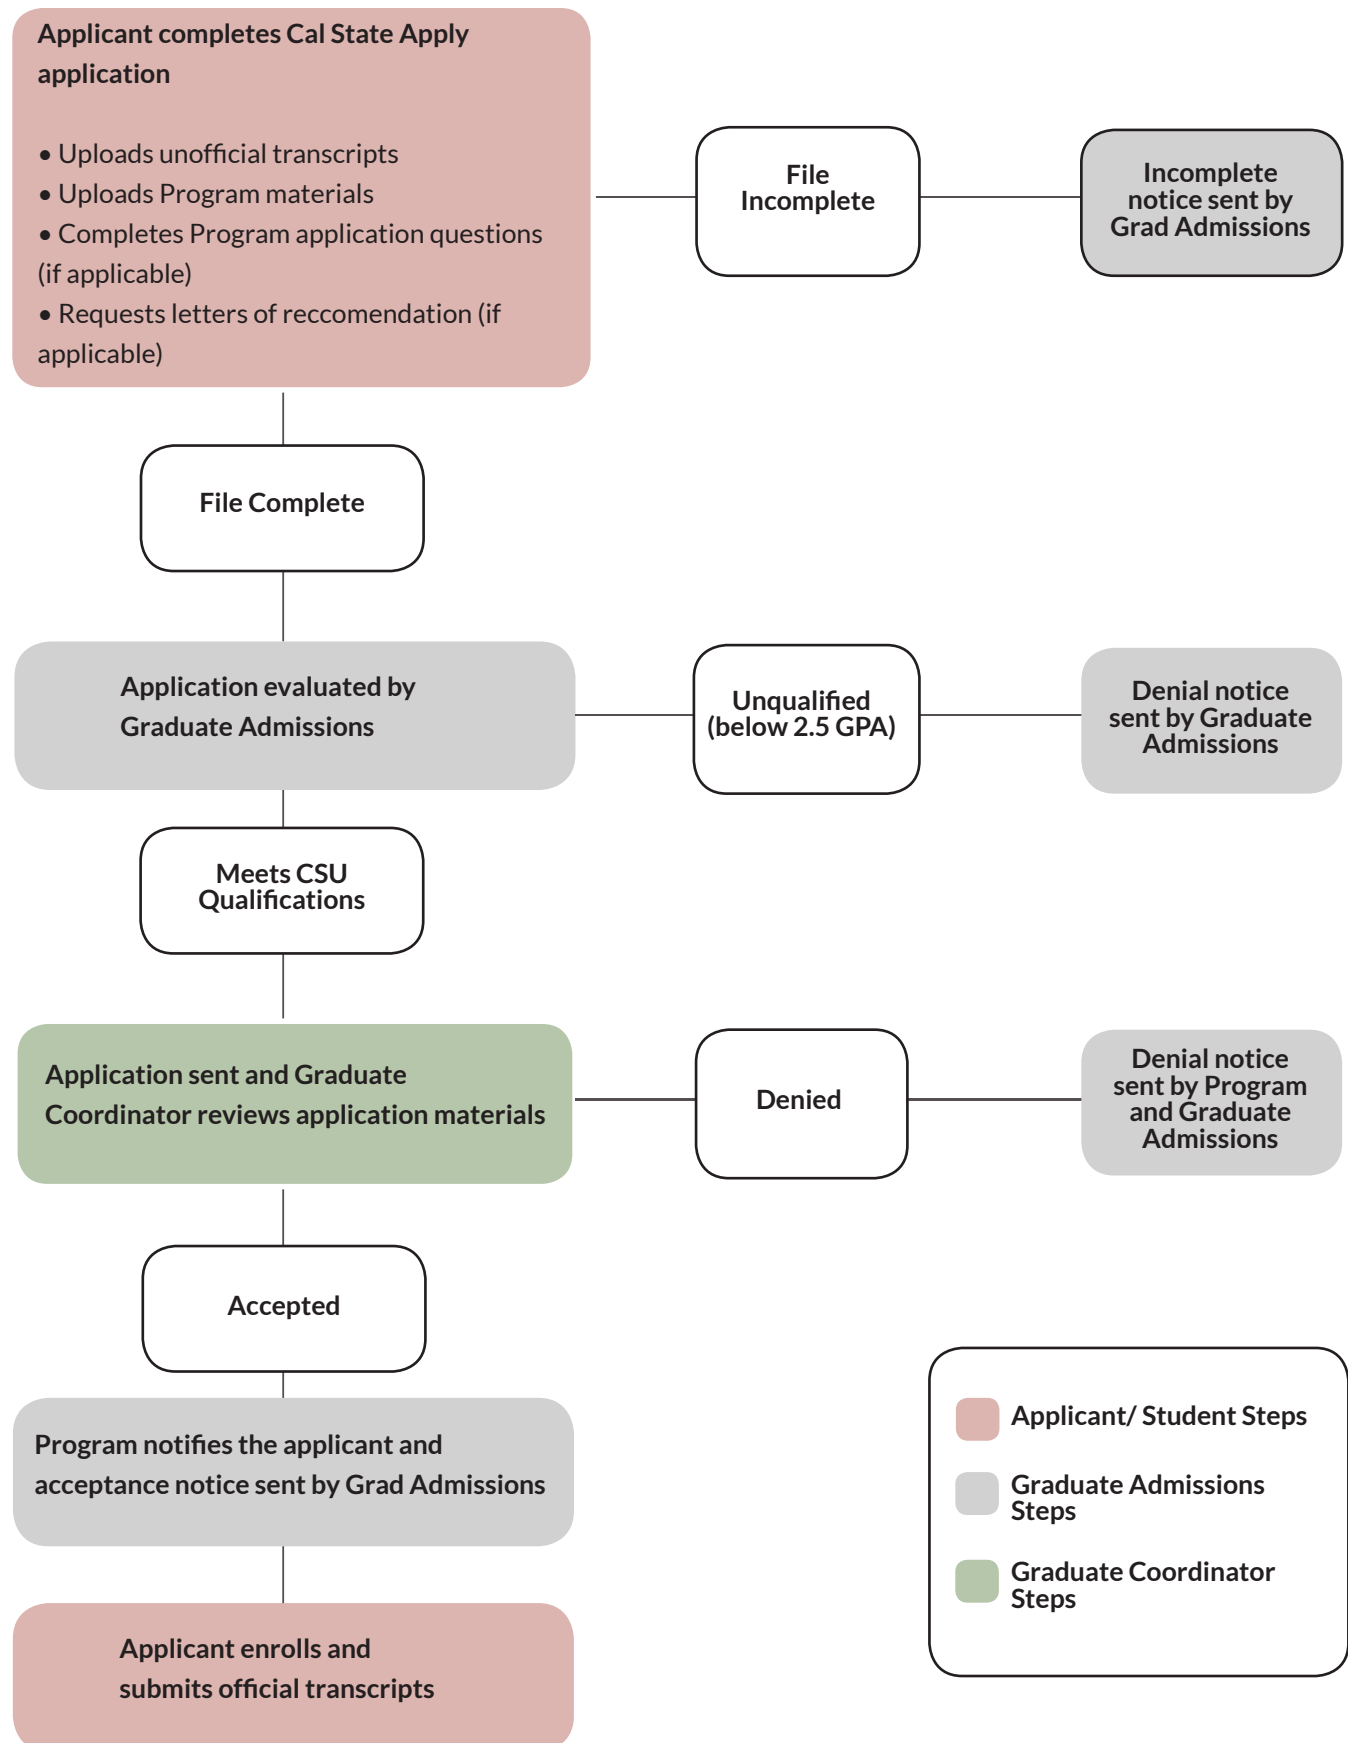 Applicant completes Cal State Apply
application
• Uploads unofficial transcripts
• Uploads Program materials
• Completes Program application questions
(if applicable)
• Requests letters of reccomendation (if
applicable)
File
Incomplete
Incomplete
notice sent by
Grad Admissions
File Complete
Application evaluated by
Graduate Admissions
Unqualified
(below 2.5 GPA)
Denial notice
sent by Graduate
Admissions
Meets CSU
Qualifications
Application sent and Graduate
Coordinator reviews application materials
Denied
Denial notice
sent by Program
and Graduate
Admissions
Accepted
Program notifies the applicant and
acceptance notice sent by Grad Admissions
Applicant enrolls and
submits official transcripts
Applicant/ Student Steps
Graduate Admissions
Steps
Graduate Coordinator
Steps